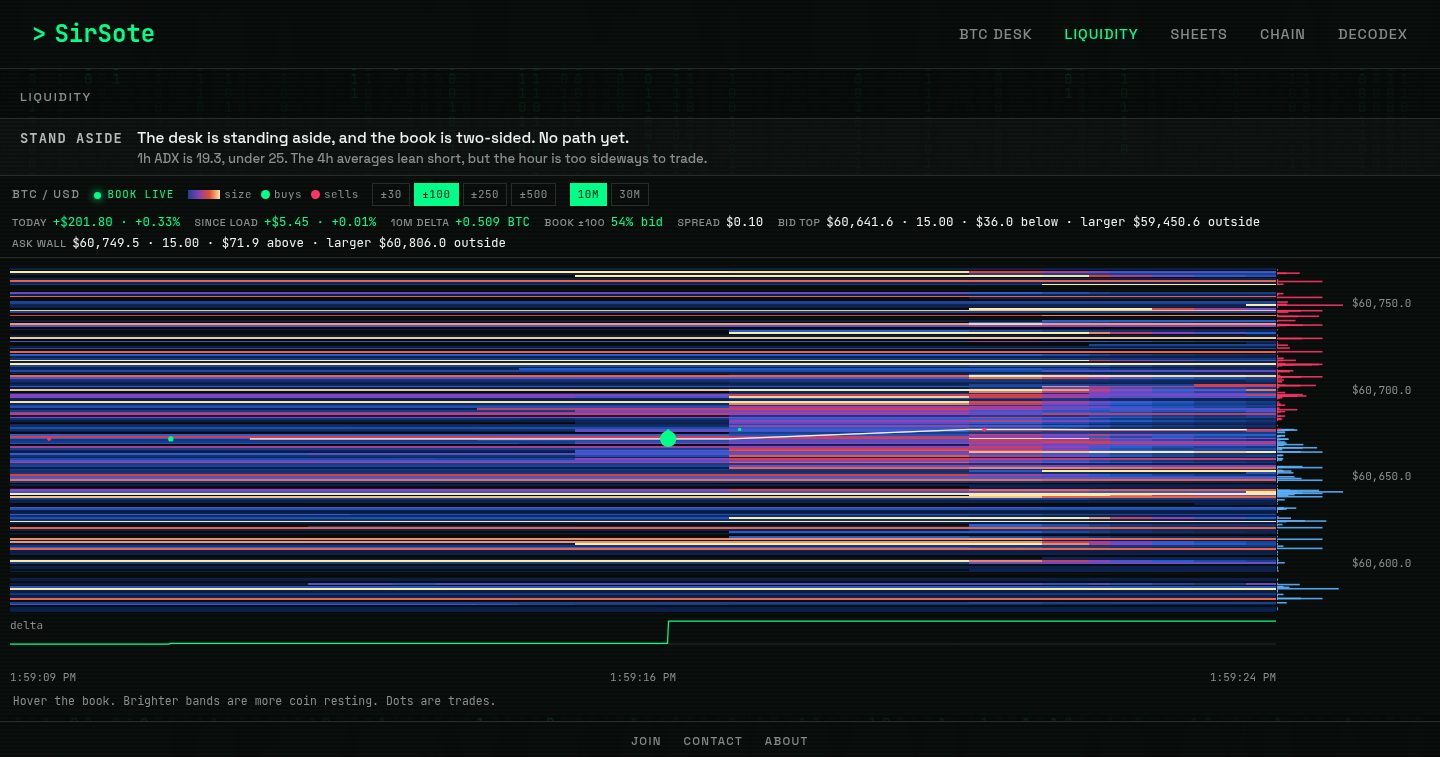 > SirSote
BTC DESK LIQUIDITY SHEETS CHAIN DECODEX
LIQUIDITY
STAND ASIDE The desk is standing aside, and the book is two-sided. No path yet.
1h ADX is 19.3, under 25. The 4h averages lean short, but the hour is too sideways to trade.
BTC / USD BOOK LIVE size buys sells ±30 ±100 ±250 ±500 10M 30M
TODAY +$201.80 · +0.33% SINCE LOAD +$5.45 · +0.01% 10M DELTA +0.509 BTC BOOK ±100 54% bid SPREAD $0.10 BID TOP $60,641.6 · 15.00 · $36.0 below · larger $59,450.6 outside
ASK WALL $60,749.5 · 15.00 · $71.9 above · larger $60,806.0 outside
$60,750.0
$60,700.0
$60,650.0
$60,600.0
delta
1:59:09 PM 1:59:16 PM 1:59:24 PM
Hover the book. Brighter bands are more coin resting. Dots are trades.
JOIN CONTACT ABOUT